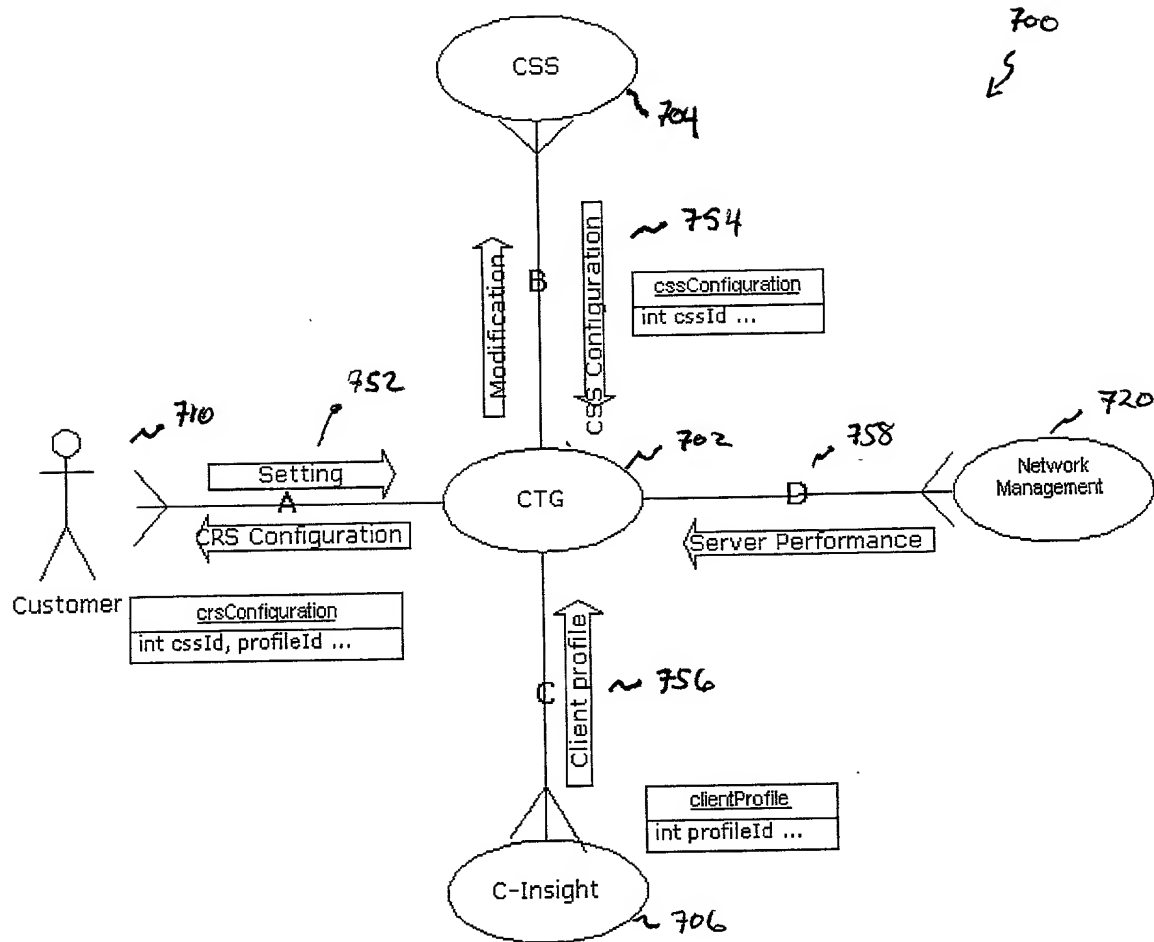 700
CSS
704
754
Modification
B
CSS Configuration
cssConfiguration
int cssId ...
752
710
720
Setting
A
CRS Configuration
702
CTG
758
D
Network
Management
Server Performance
Customer
crsConfiguration
int cssId, profileId ...
C
Client profile
756
clientProfile
int profileId ...
C-Insight
706